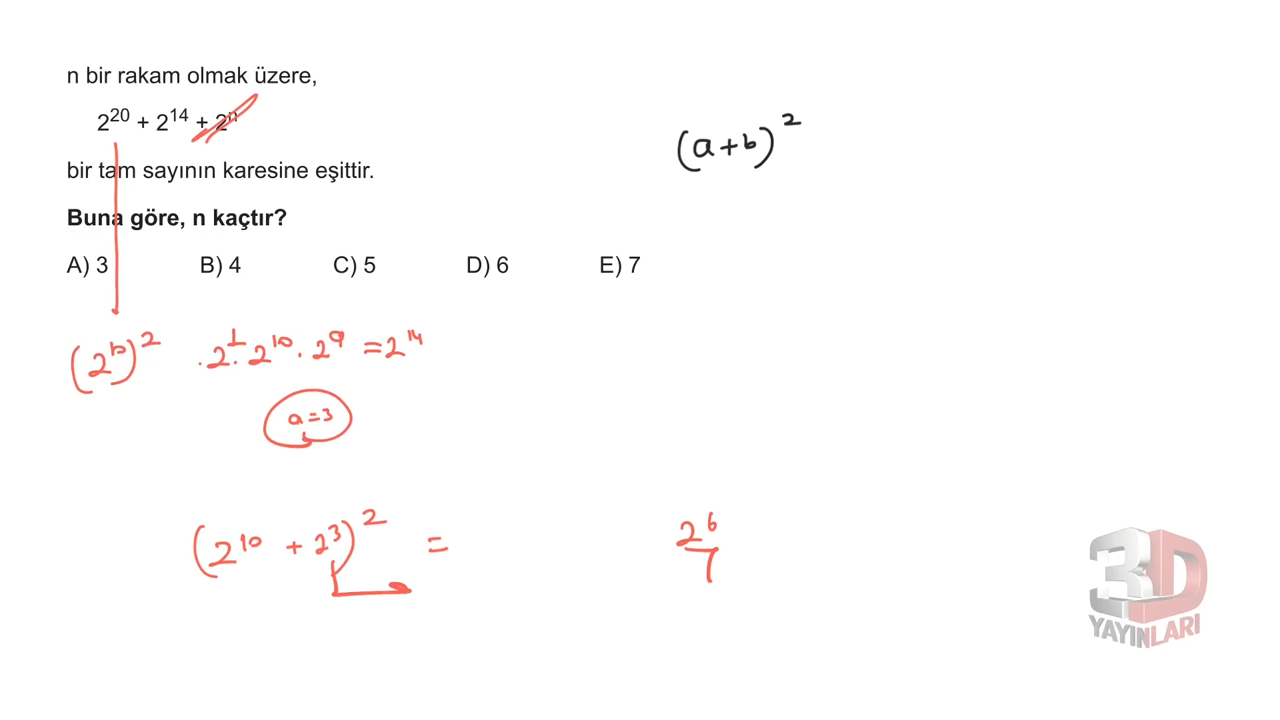 n bir rakam olmak üzere,
2^20 + 2^14 + 2^n
(a+b)^2
bir tam sayının karesine eşittir.
Buna göre, n kaçtır?
A) 3 B) 4 C) 5 D) 6 E) 7
(2^10)^2 .2^1. 2^10 . 2^a = 2^14
a=3
(2^10 + 2^3)^2 = 2^6
3D
YAYINLARI